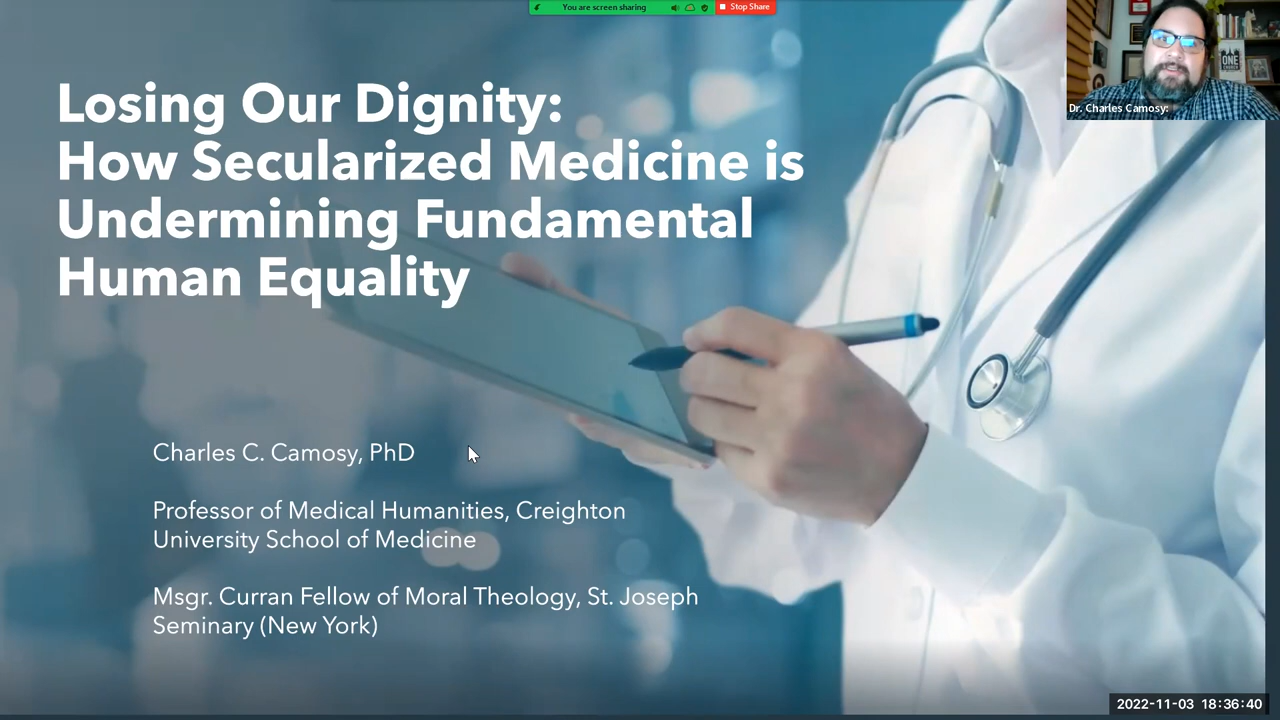 You are screen sharing
Stop Share
Losing Our Dignity:
How Secularized Medicine is
Undermining Fundamental
Human Equality
Dr. Charles Camosy:
ONE
Charles C. Camosy, PhD
Professor of Medical Humanities, Creighton
University School of Medicine
Msgr. Curran Fellow of Moral Theology, St. Joseph
Seminary (New York)
2022-11-03 18:36:40